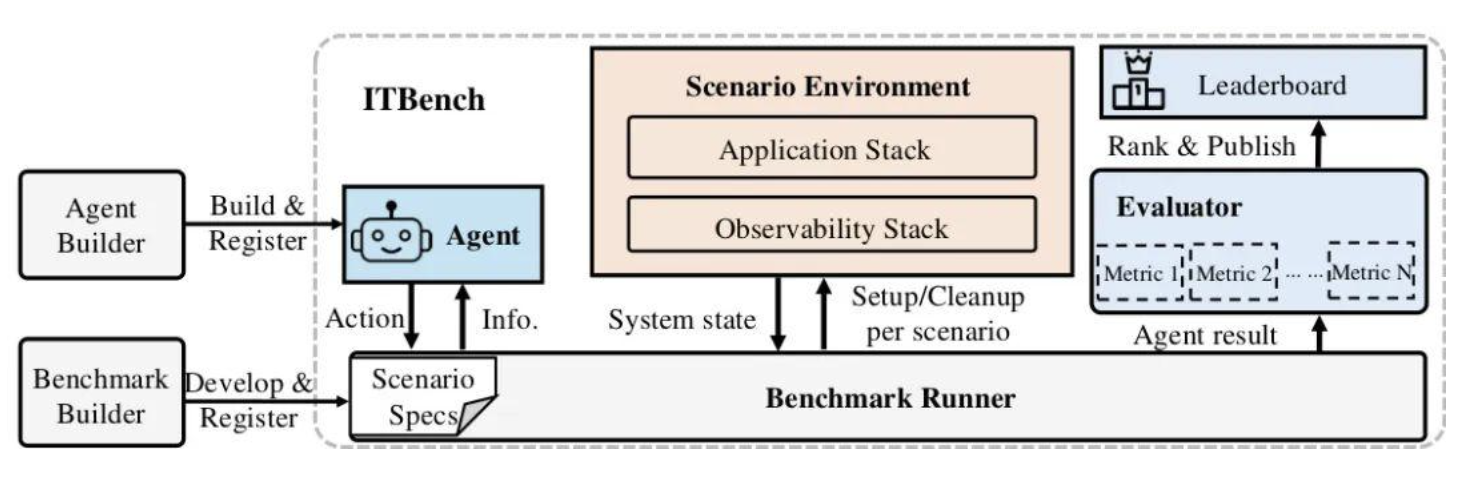 ITBench
Agent
Builder
Build &
Register
Agent
Action
Info.
Benchmark
Builder
Develop &
Register
Scenario
Specs
Benchmark Runner
Scenario Environment
Application Stack
Observability Stack
System state
Setup/Cleanup
per scenario
Leaderboard
Rank & Publish
Evaluator
Metric 1 Metric 2 ... ... Metric N
Agent result